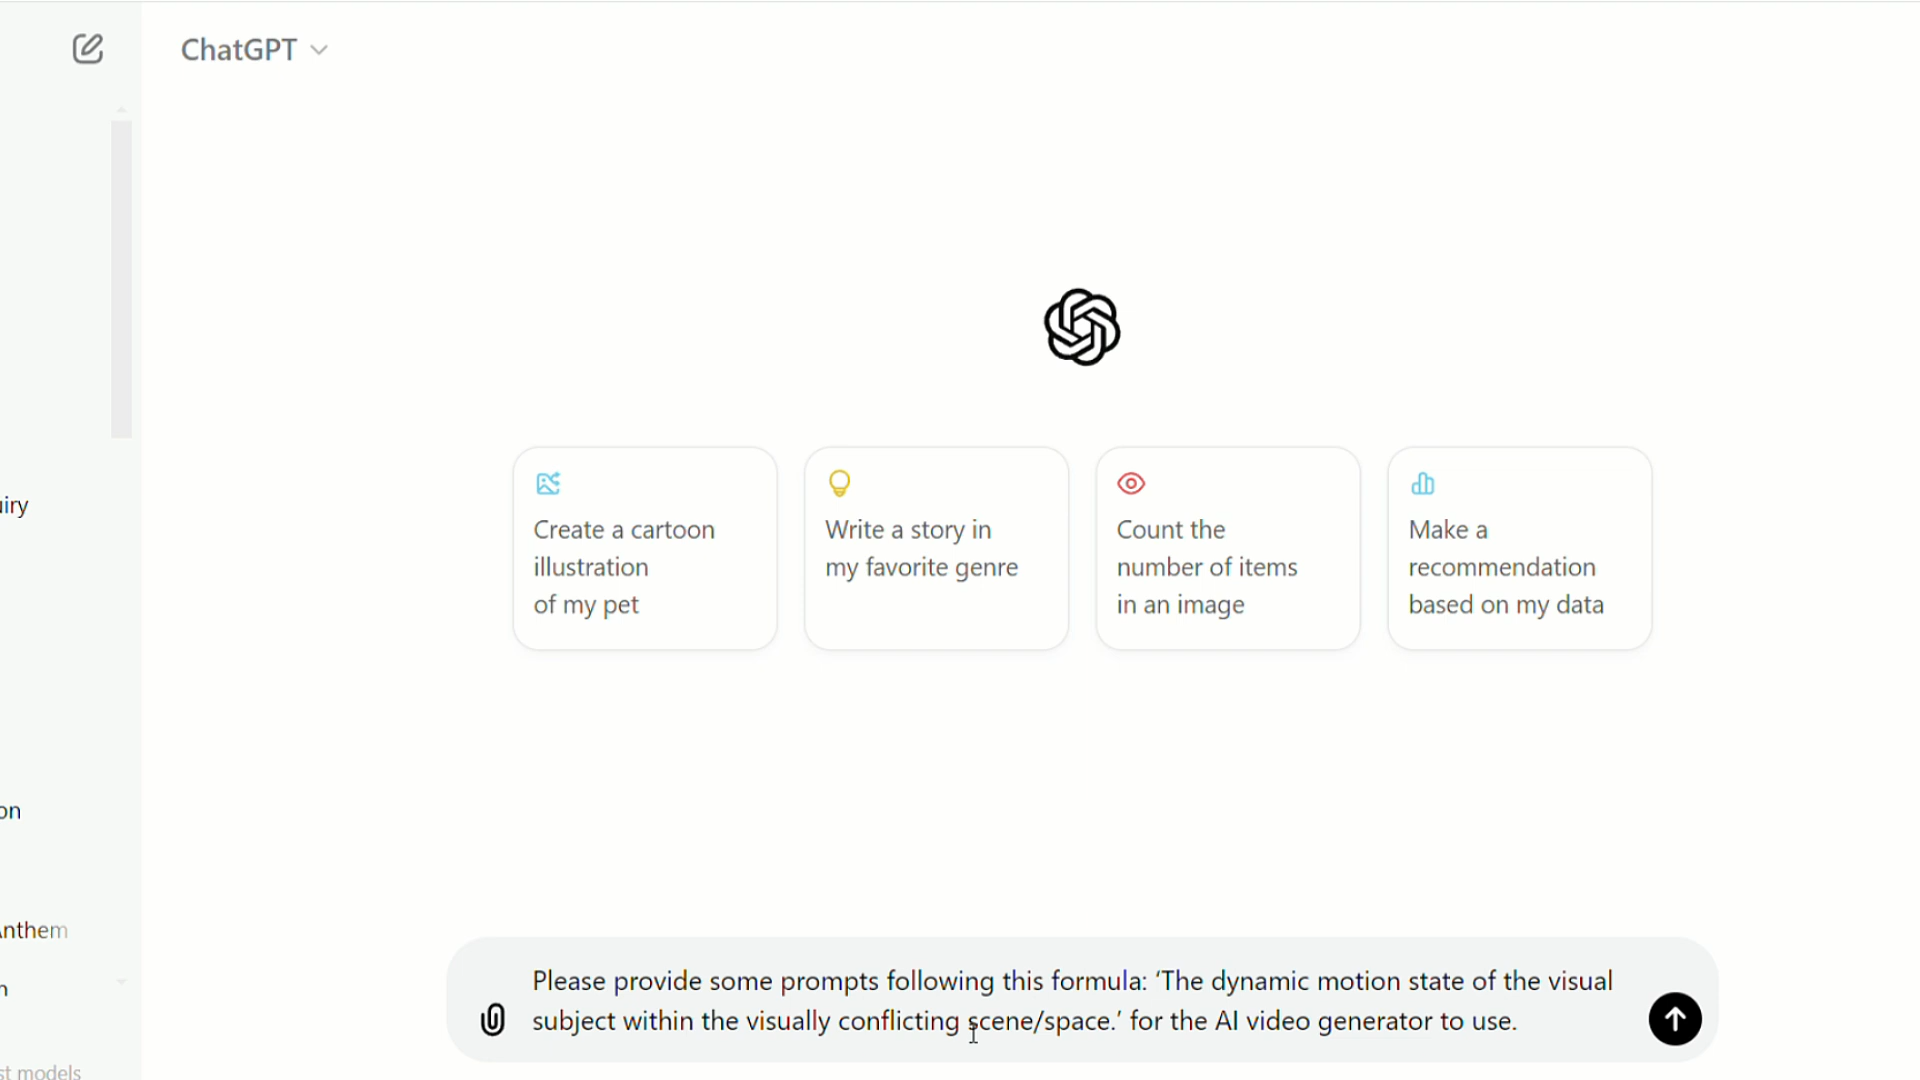 ChatGPT
iry
on
Anthem
n
st models
Create a cartoon
illustration
of my pet
Write a story in
my favorite genre
Count the
number of items
in an image
Make a
recommendation
based on my data
Please provide some prompts following this formula: ‘The dynamic motion state of the visual
subject within the visually conflicting scene/space.’ for the AI video generator to use.